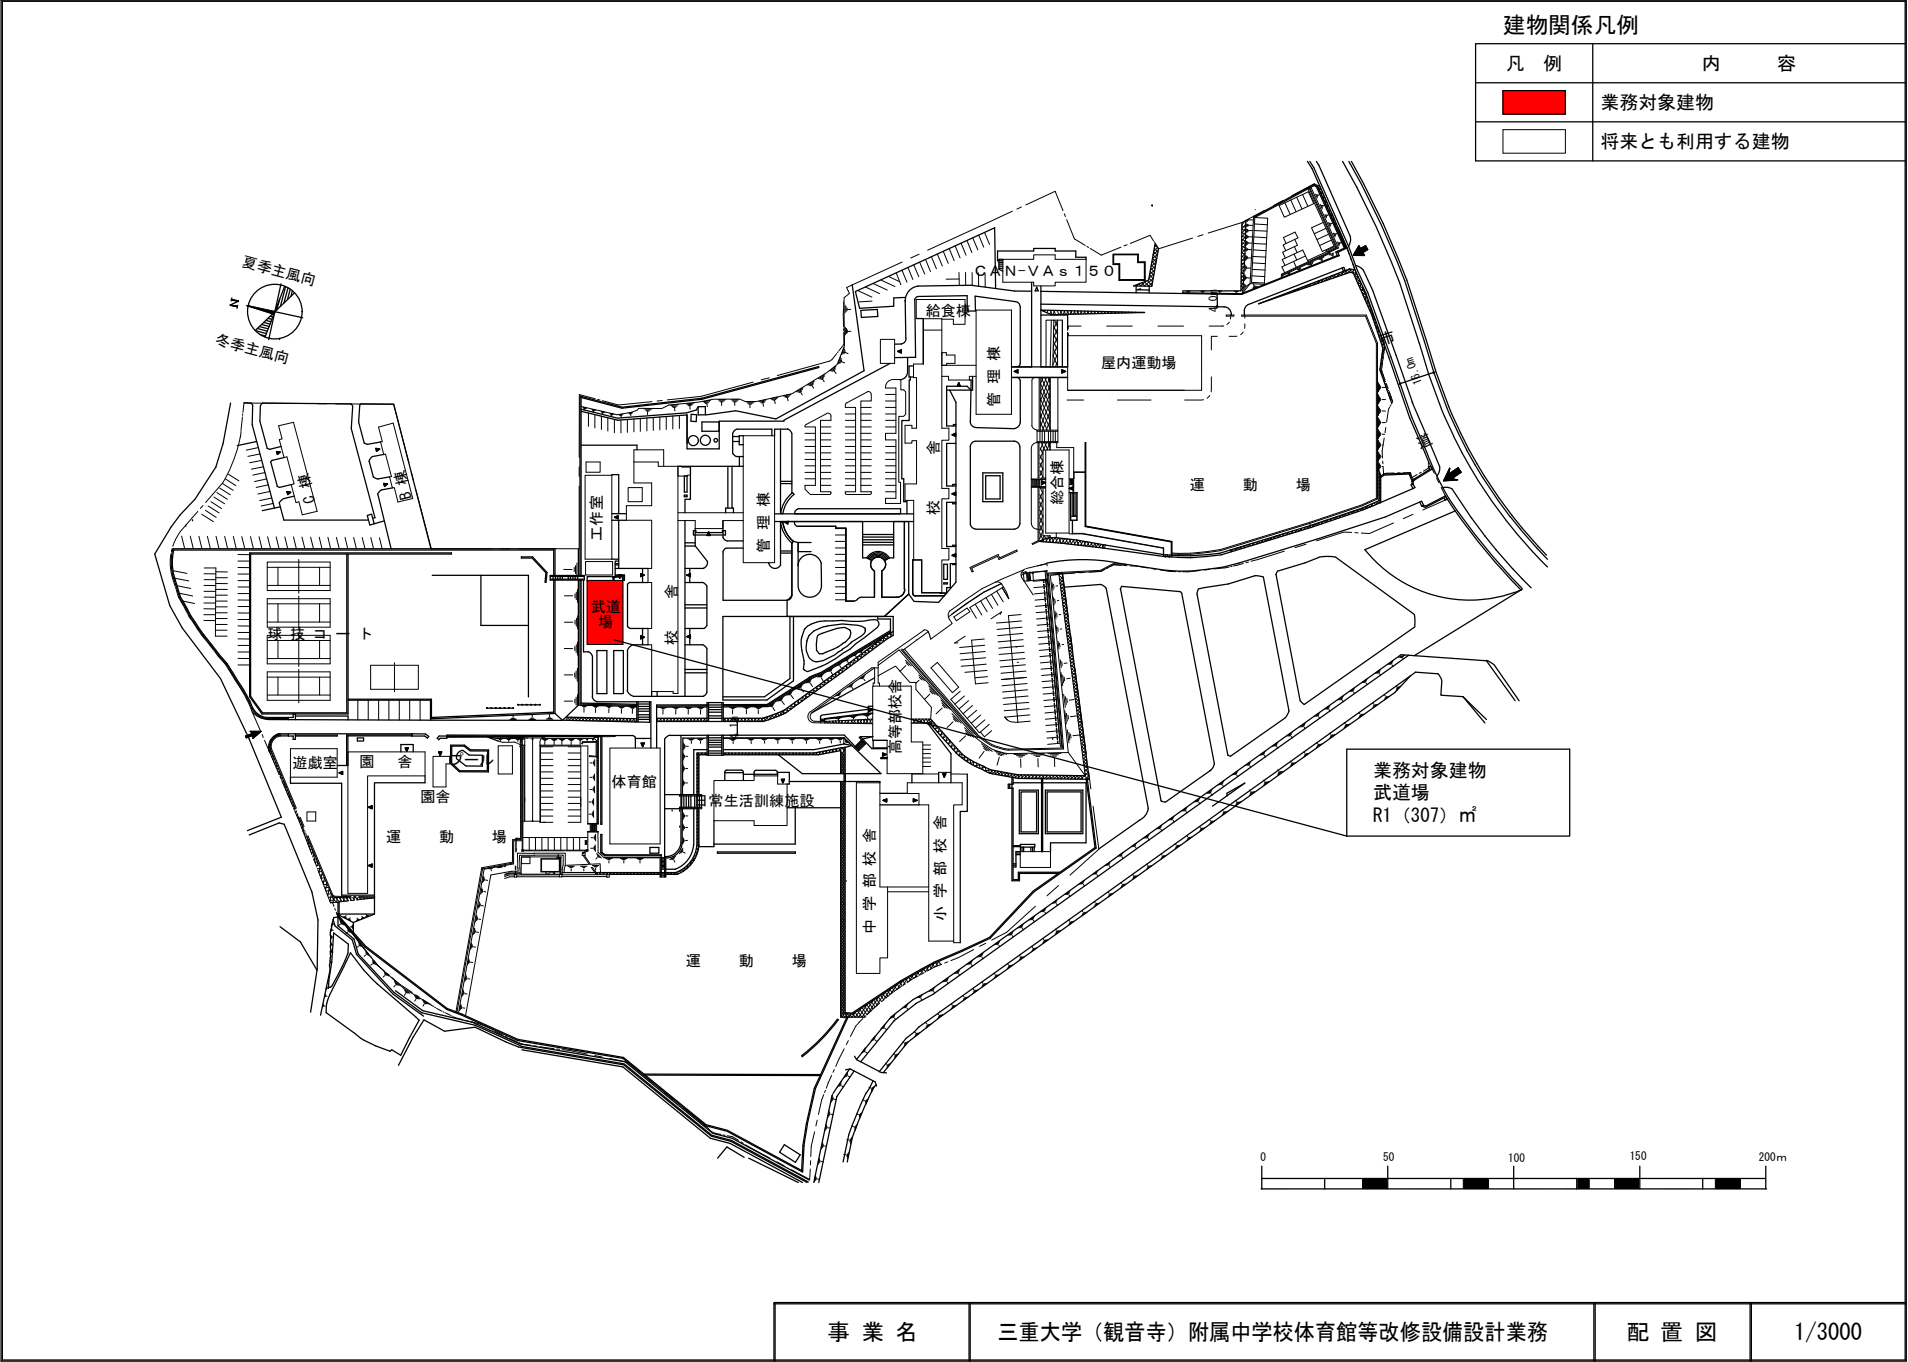 建物関係凡例
凡 例
内 容
業務対象建物
将来とも利用する建物
夏季主風向
N
冬季主風向
CAN-VAs150
給食棟
管理棟
屋内運動場
4.0m
市
道
16.0m
校舎
総合棟
運 動 場
C棟
B棟
工作室
管理棟
武道
場
校舎
球技コート
高等部校舎
遊戯室
園 舎
園舎
運 動 場
体育館
日常生活訓練施設
中学部校舎
小学部校舎
運 動 場
業務対象建物
武道場
R1 (307) ㎡
0 50 100 150 200m
事 業 名
三重大学（観音寺）附属中学校体育館等改修設備設計業務
配 置 図
1/3000